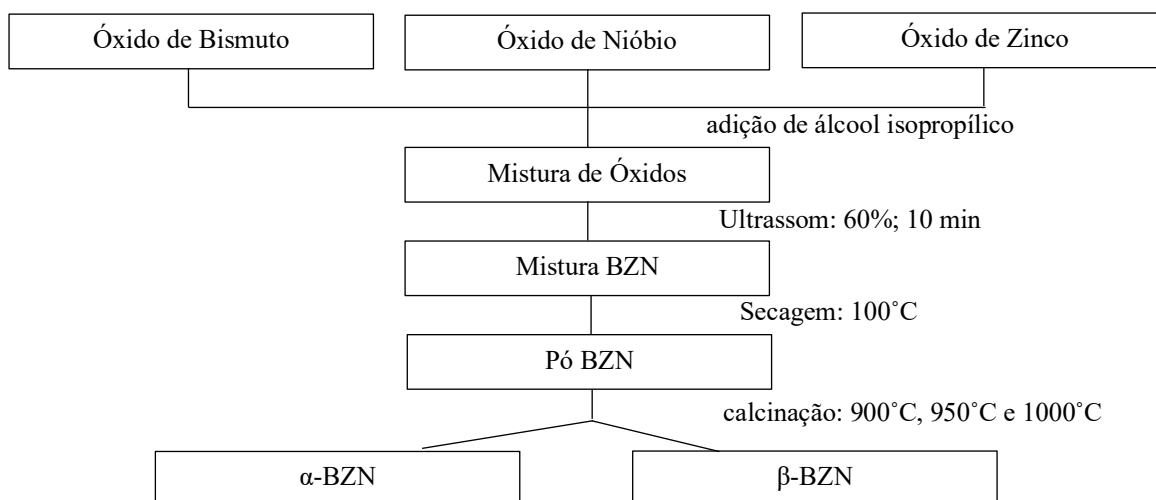 Óxido de Bismuto
Óxido de Nióbio
Óxido de Zinco
adição de álcool isopropílico
Mistura de Óxidos
Ultrassom: 60%; 10 min
Mistura BZN
Secagem: 100˚C
Pó BZN
calcinação: 900˚C, 950˚C e 1000˚C
α-BZN
β-BZN